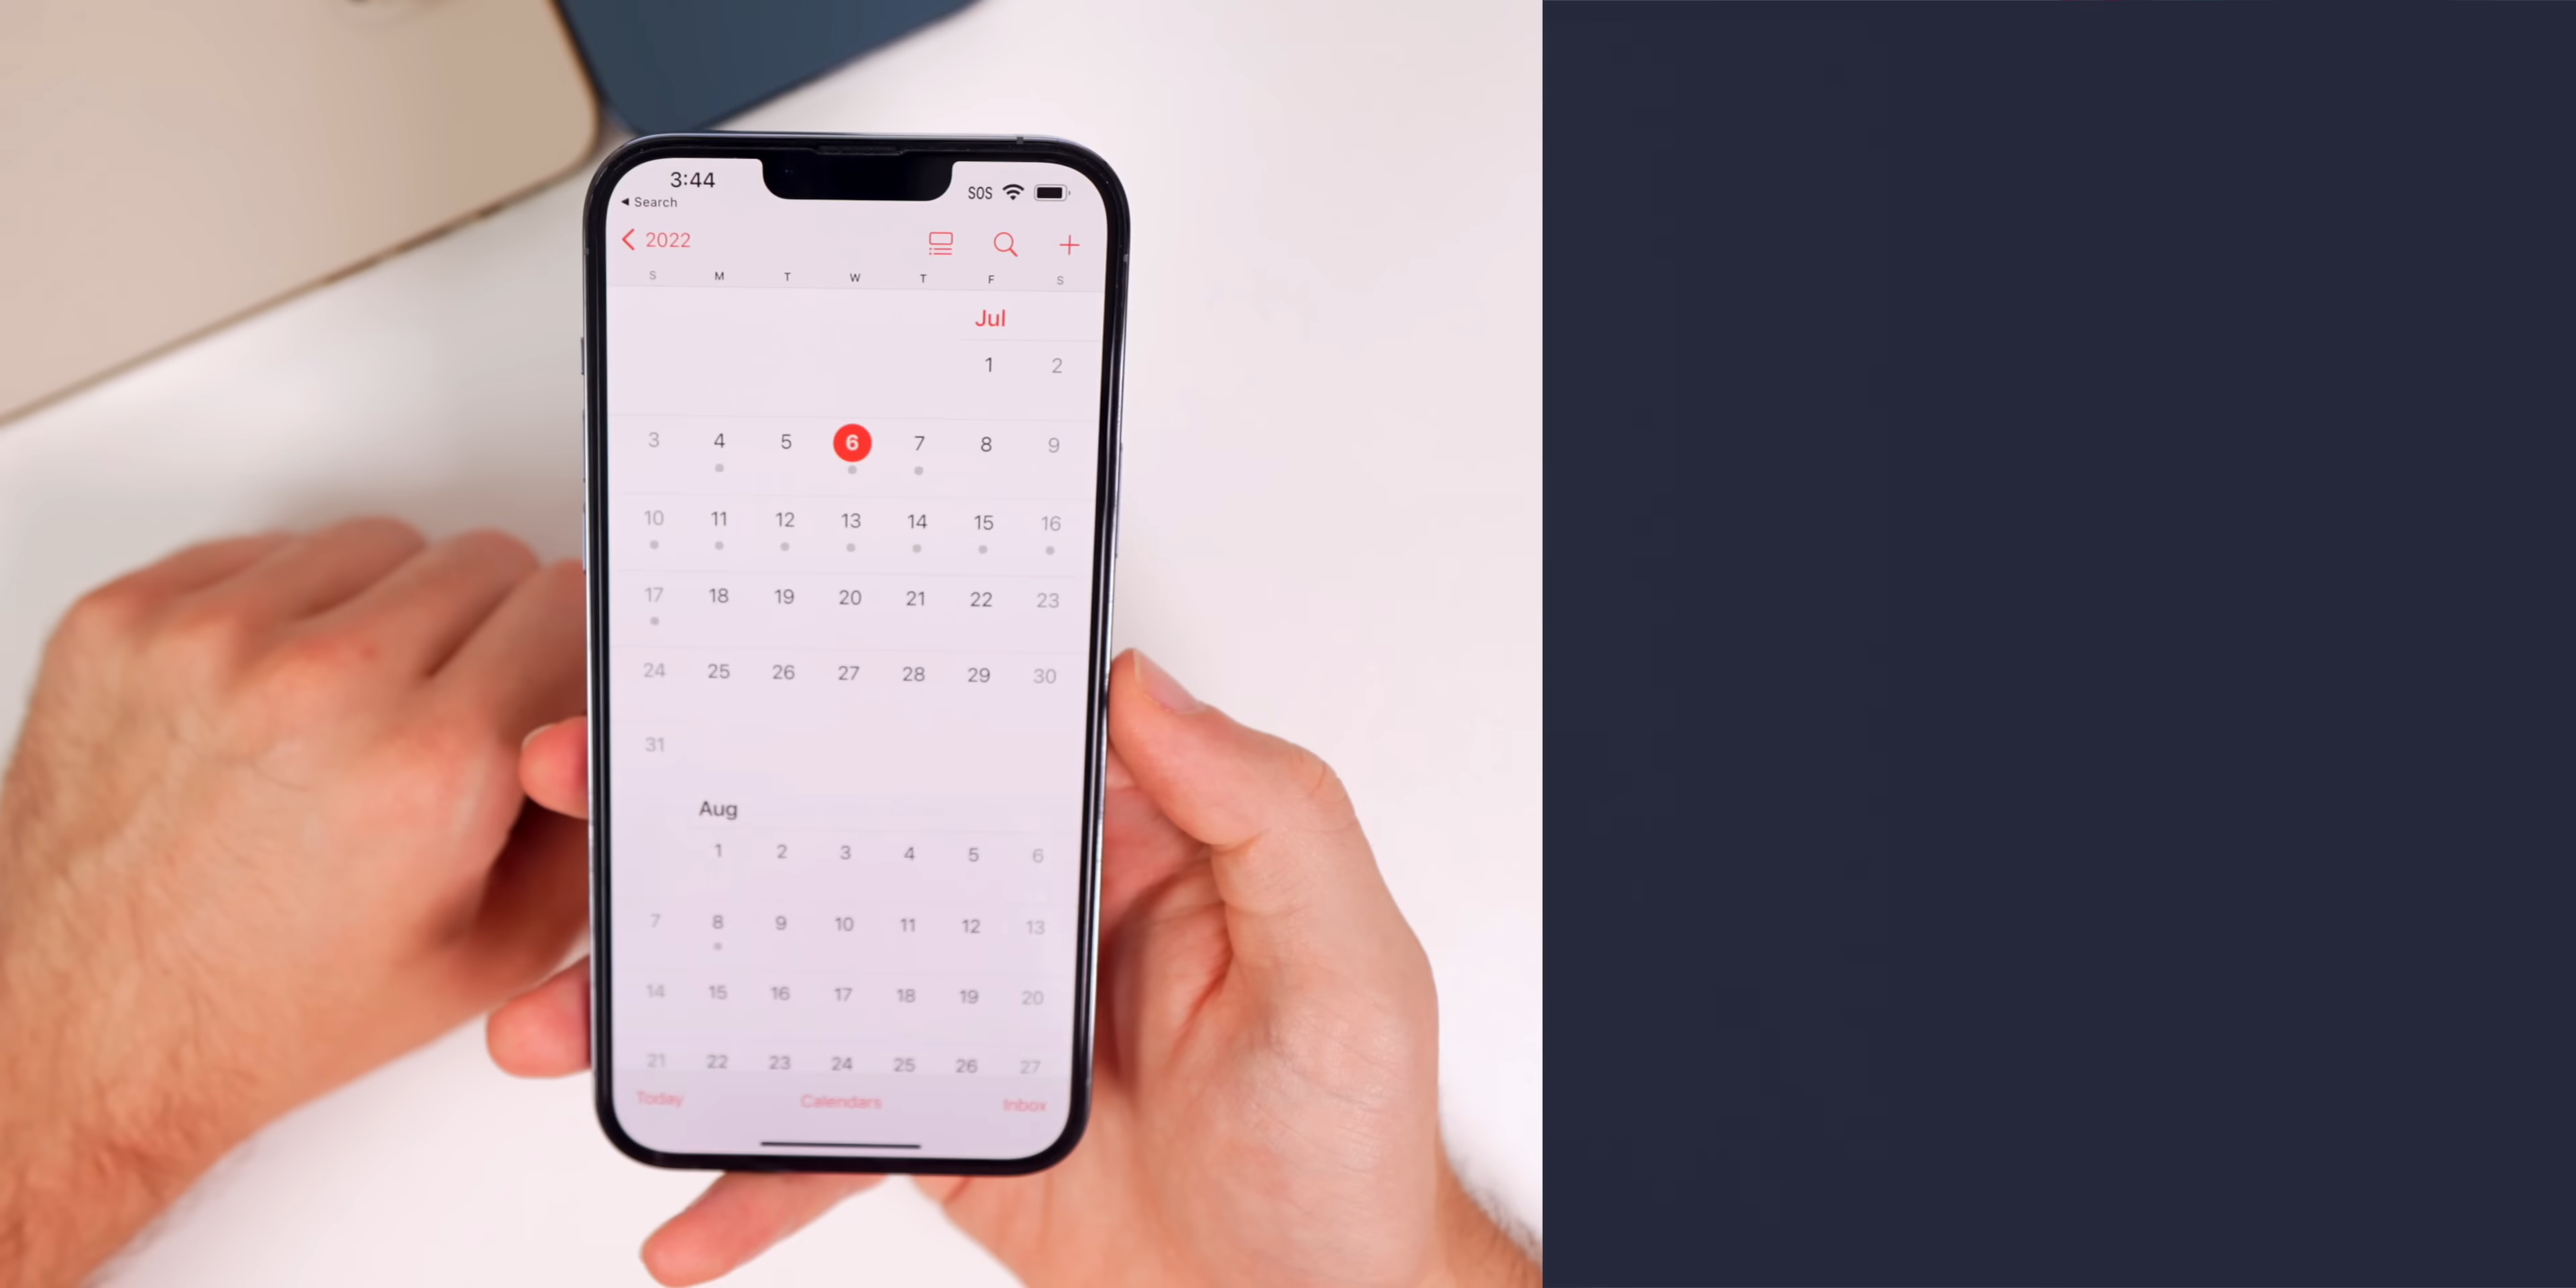 3:44
SOS
◀ Search
2022
S M T W T F S
Jul
1 2
3 4 5 6 7 8 9
10 11 12 13 14 15 16
17 18 19 20 21 22 23
24 25 26 27 28 29 30
31
Aug
1 2 3 4 5 6
7 8 9 10 11 12 13
14 15 16 17 18 19 20
21 22 23 24 25 26 27
Today Calendars Inbox